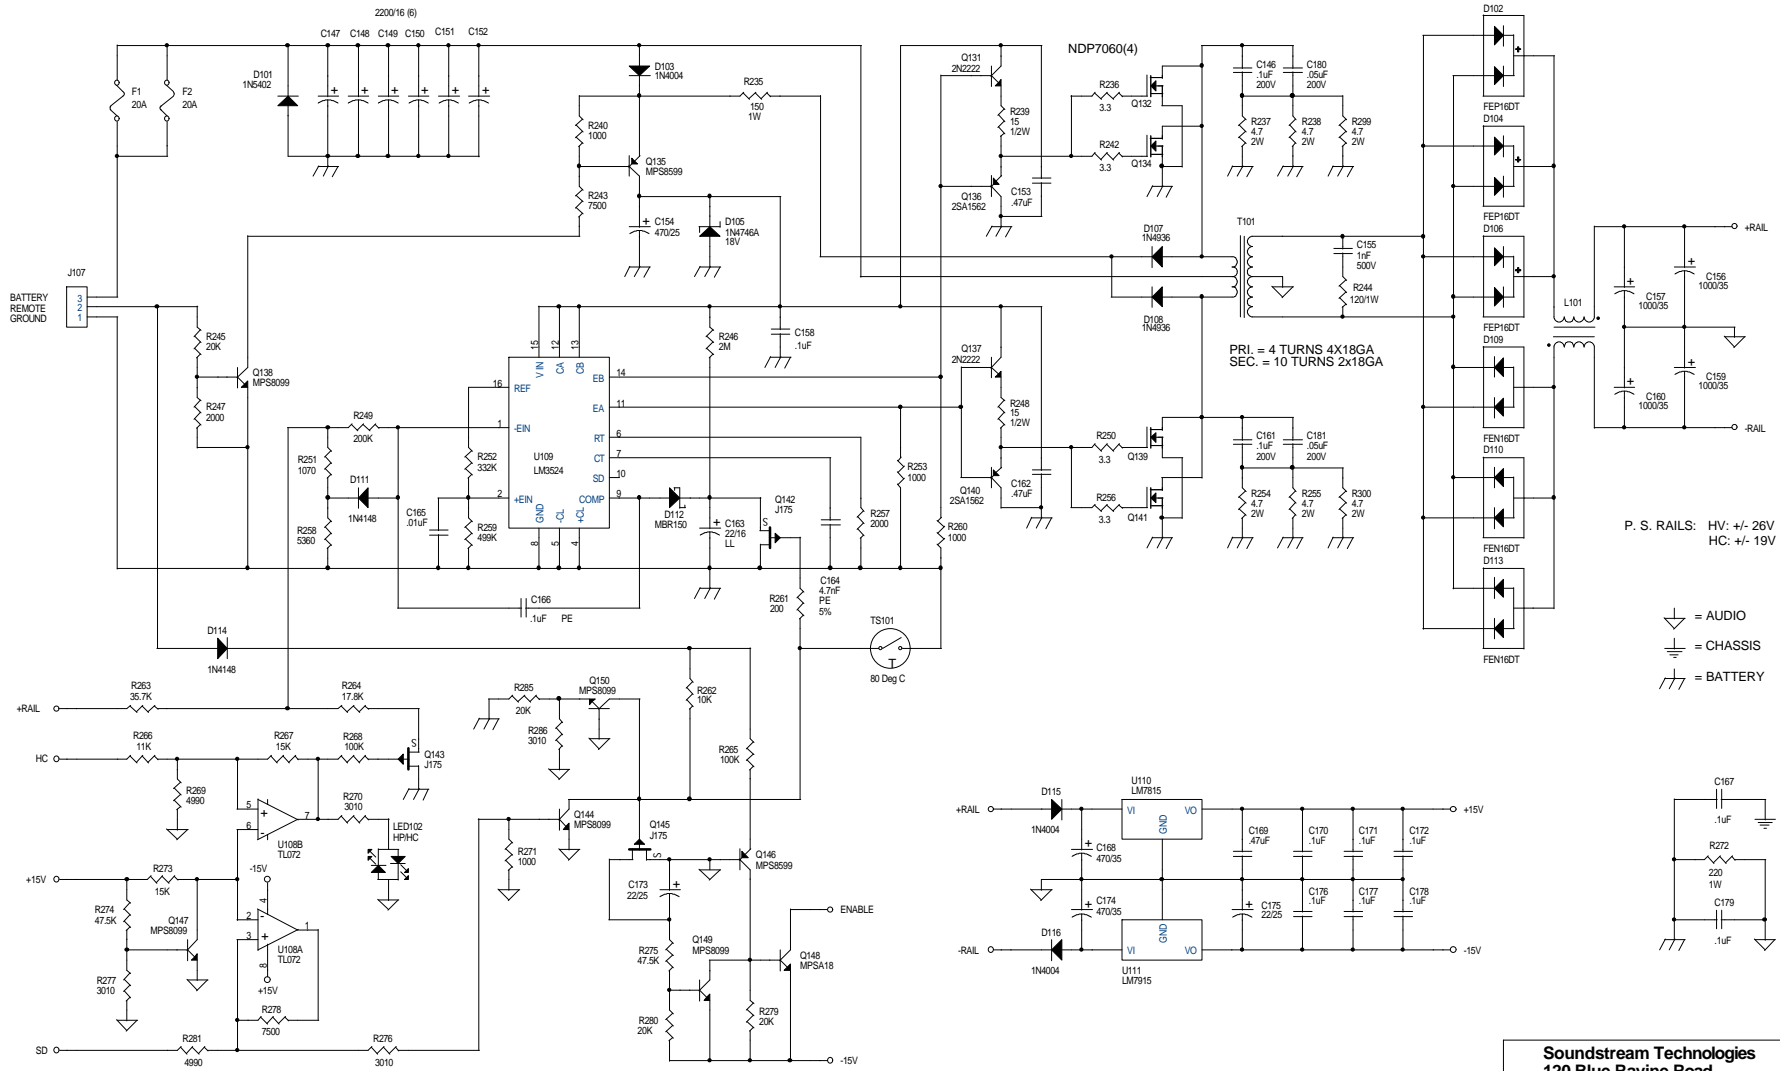 2200/16 (6)
C147 C148 C149 C150 C151 C152
D101
1N5402
F1
20A
F2
20A
D103
1N4004
R235
150
1W
R240
1000
Q135
MPS8599
R243
7500
C154
470/25
D105
1N4746A
18V
Q131
2N2222
R239
15
1/2W
Q136
2SA1562
C153
.47uF
NDP7060(4)
R236
3.3
Q132
R242
3.3
Q134
C146
.1uF
200V
C180
.05uF
200V
R237
4.7
2W
R238
4.7
2W
R299
4.7
2W
D107
1N4936
D108
1N4936
T101
C155
1nF
500V
R244
120/1W
PRI. = 4 TURNS 4X18GA
SEC. = 10 TURNS 2x18GA
D102
FEP16DT
D104
FEP16DT
D106
FEP16DT
D109
FEN16DT
D110
FEN16DT
D113
FEN16DT
L101
C157
1000/35
C156
1000/35
C160
1000/35
C159
1000/35
+RAIL
-RAIL
P. S. RAILS: HV: +/- 26V
HC: +/- 19V
= AUDIO
= CHASSIS
= BATTERY
J107
BATTERY 3
REMOTE 2
GROUND 1
R245
20K
Q138
MPS8099
R247
2000
R249
200K
R251
1070
D111
1N4148
R258
5360
C165
.01uF
R252
332K
R259
499K
15 12 13
V IN CA CB
16 REF
1 -EIN
2 +EIN
U109
LM3524
EB 14
EA 11
RT 6
CT 7
SD 10
COMP 9
GND -CL +CL
8 5 4
R246
2M
C158
.1uF
D112
MBR150
C163
22/16
LL
Q142
J175
S
R257
2000
R253
1000
R260
1000
Q137
2N2222
R248
15
1/2W
Q140
2SA1562
C162
.47uF
R250
3.3
Q139
R256
3.3
Q141
C161
.1uF
200V
C181
.05uF
200V
R254
4.7
2W
R255
4.7
2W
R300
4.7
2W
C166
.1uF PE
R261
200
C164
4.7nF
PE
5%
TS101
T
80 Deg C
D114
1N4148
+RAIL
R263
35.7K
R264
17.8K
HC
R266
11K
R267
15K
R268
100K
S
Q143
J175
R269
4990
5
+
6
-
7
U108B
TL072
R270
3010
LED102
HP/HC
+15V
R273
15K
-15V
4
R274
47.5K
Q147
MPS8099
2
-
3
+
1
U108A
TL072
8
+15V
R277
3010
R278
7500
SD
R281
4990
R276
3010
R285
20K
Q150
MPS8099
R286
3010
R262
10K
R265
100K
Q144
MPS8099
R271
1000
Q145
J175
S
Q146
MPS8599
C173
22/25
R275
47.5K
Q149
MPS8099
Q148
MPSA18
ENABLE
R280
20K
R279
20K
-15V
+RAIL
D115
1N4004
U110
LM7815
VI VO
GND
+15V
C168
470/35
C169
.47uF
C170
.1uF
C171
.1uF
C172
.1uF
C174
470/35
C175
22/25
C176
.1uF
C177
.1uF
C178
.1uF
-RAIL
D116
1N4004
GND
VI VO
U111
LM7915
-15V
C167
.1uF
R272
220
1W
C179
.1uF
Soundstream Technologies
120 Blue Ravine Road